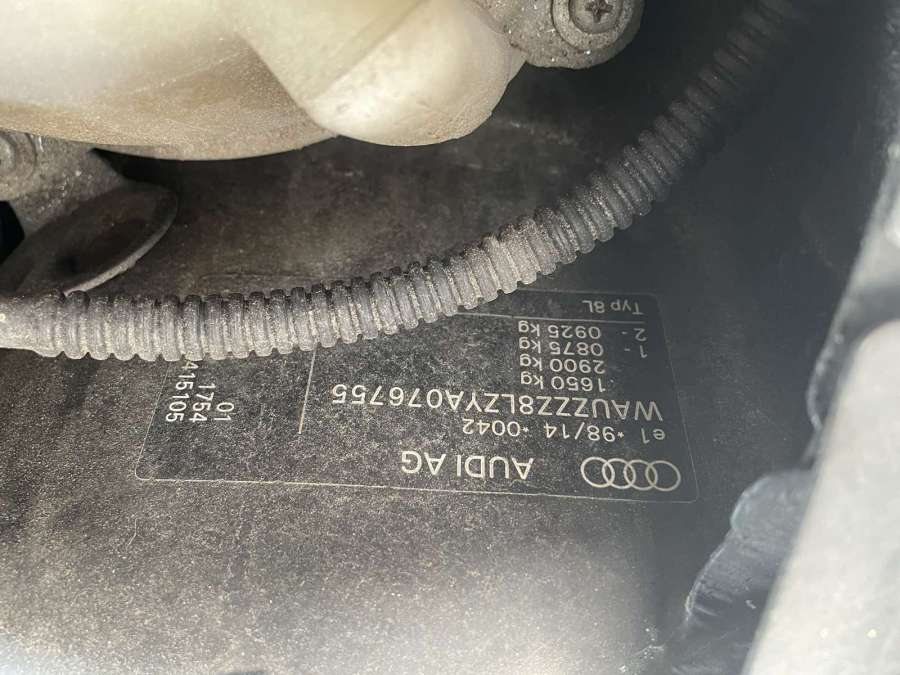 AUDI AG
e1 *98/14 *0042
WAUZZZ8LZYA076755
1650 kg
2900 kg
1- 0875 kg
2- 0925 kg
Typ 8L
01
1754
415105